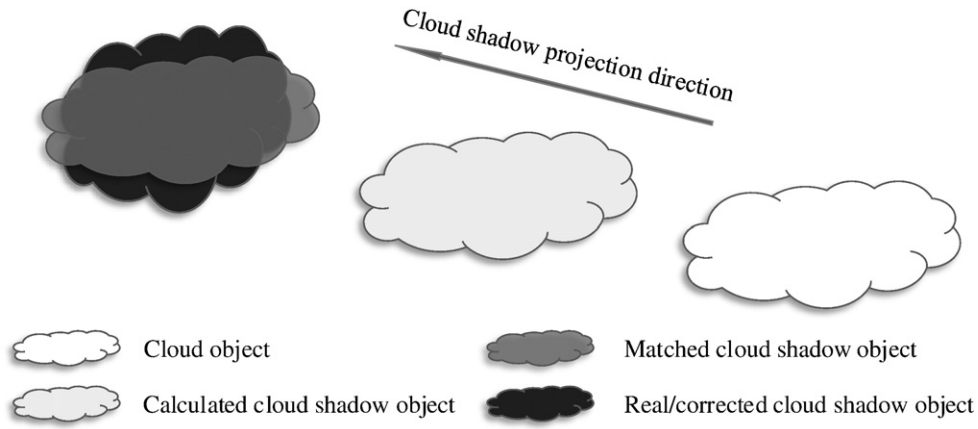 Cloud shadow projection direction
Cloud object
Matched cloud shadow object
Calculated cloud shadow object
Real/corrected cloud shadow object